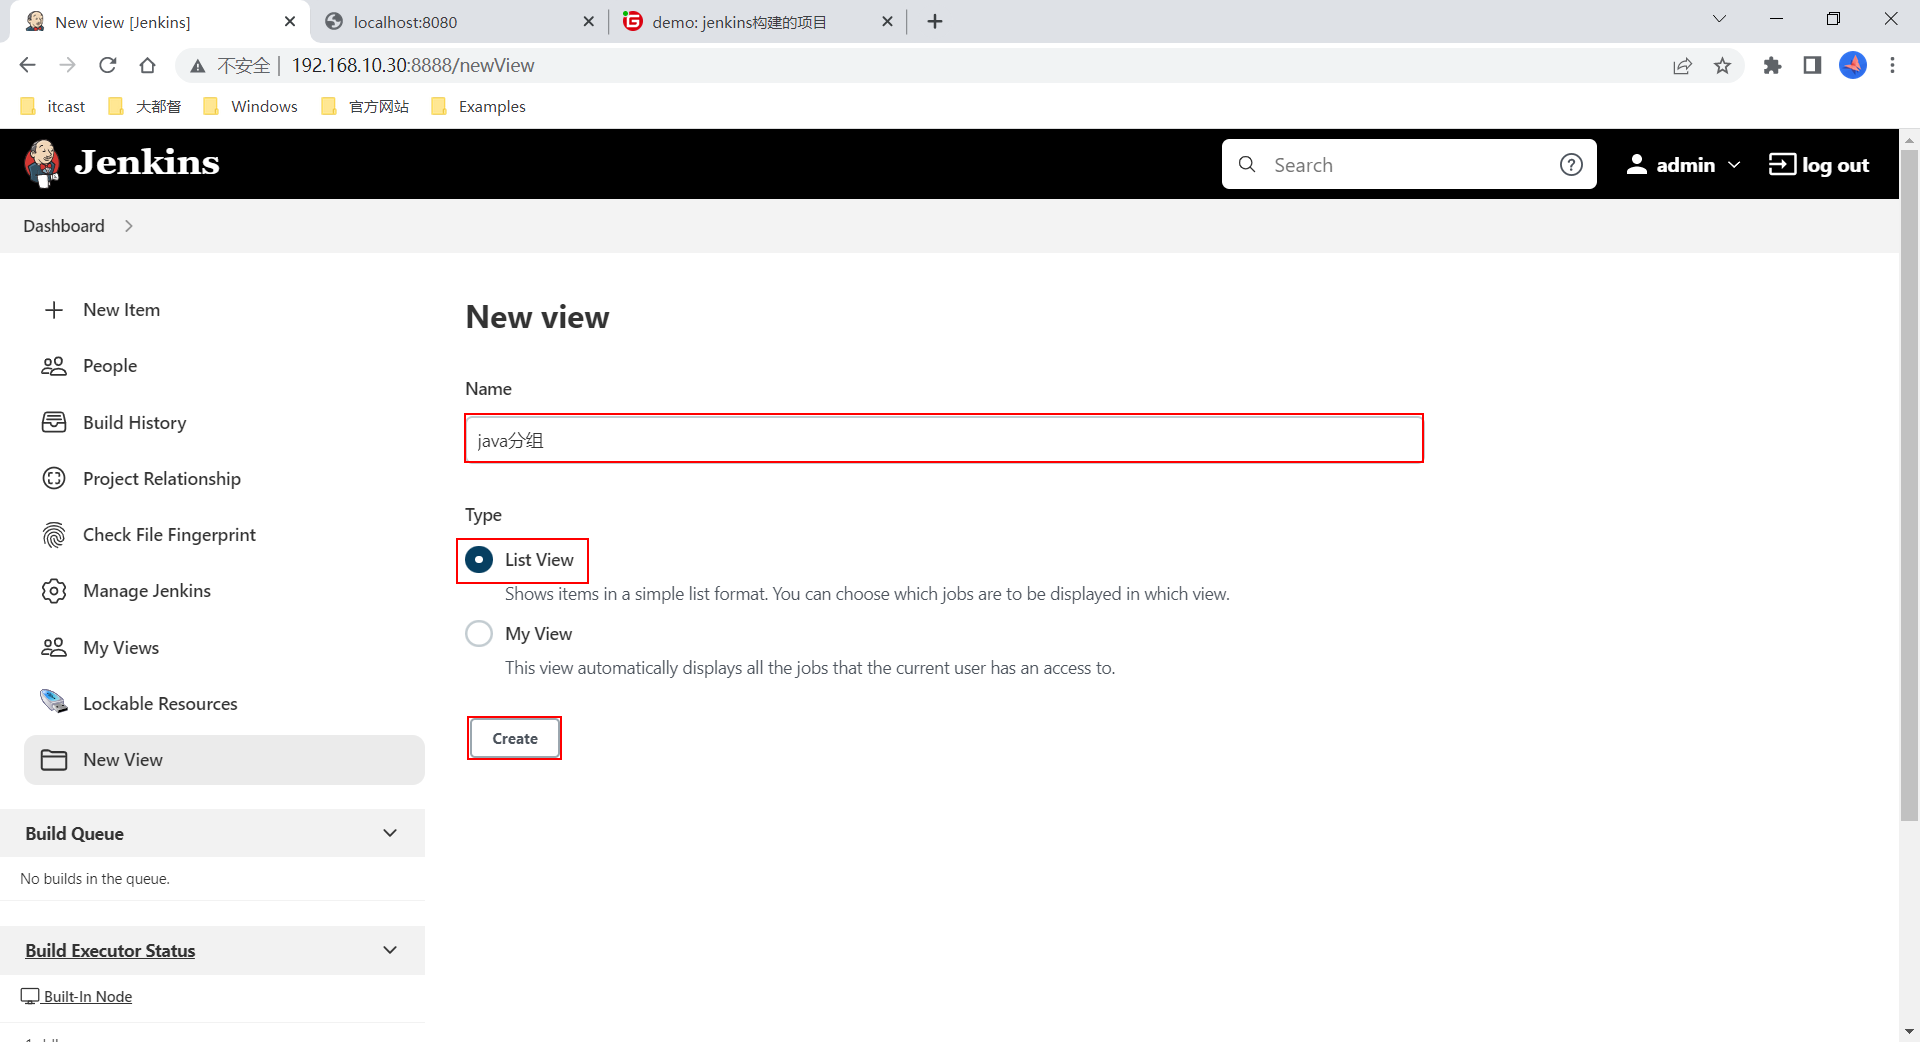 New view [Jenkins]
localhost:8080
demo: jenkins构建的项目
不安全 | 192.168.10.30:8888/newView
itcast
大都督
Windows
官方网站
Examples
Jenkins
Search
admin
log out
Dashboard
New Item
People
Build History
Project Relationship
Check File Fingerprint
Manage Jenkins
My Views
Lockable Resources
New View
Build Queue
No builds in the queue.
Build Executor Status
Built-In Node
New view
Name
java分组
Type
List View
Shows items in a simple list format. You can choose which jobs are to be displayed in which view.
My View
This view automatically displays all the jobs that the current user has an access to.
Create